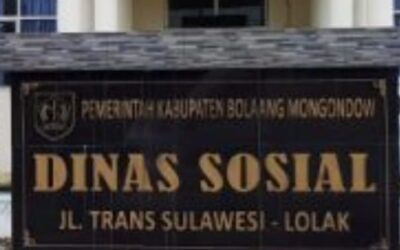 PEMERINTAH KABUPATEN BOLAANG MONGONDOW
DINAS SOSIAL
JL. TRANS SULAWESI - LOLAK